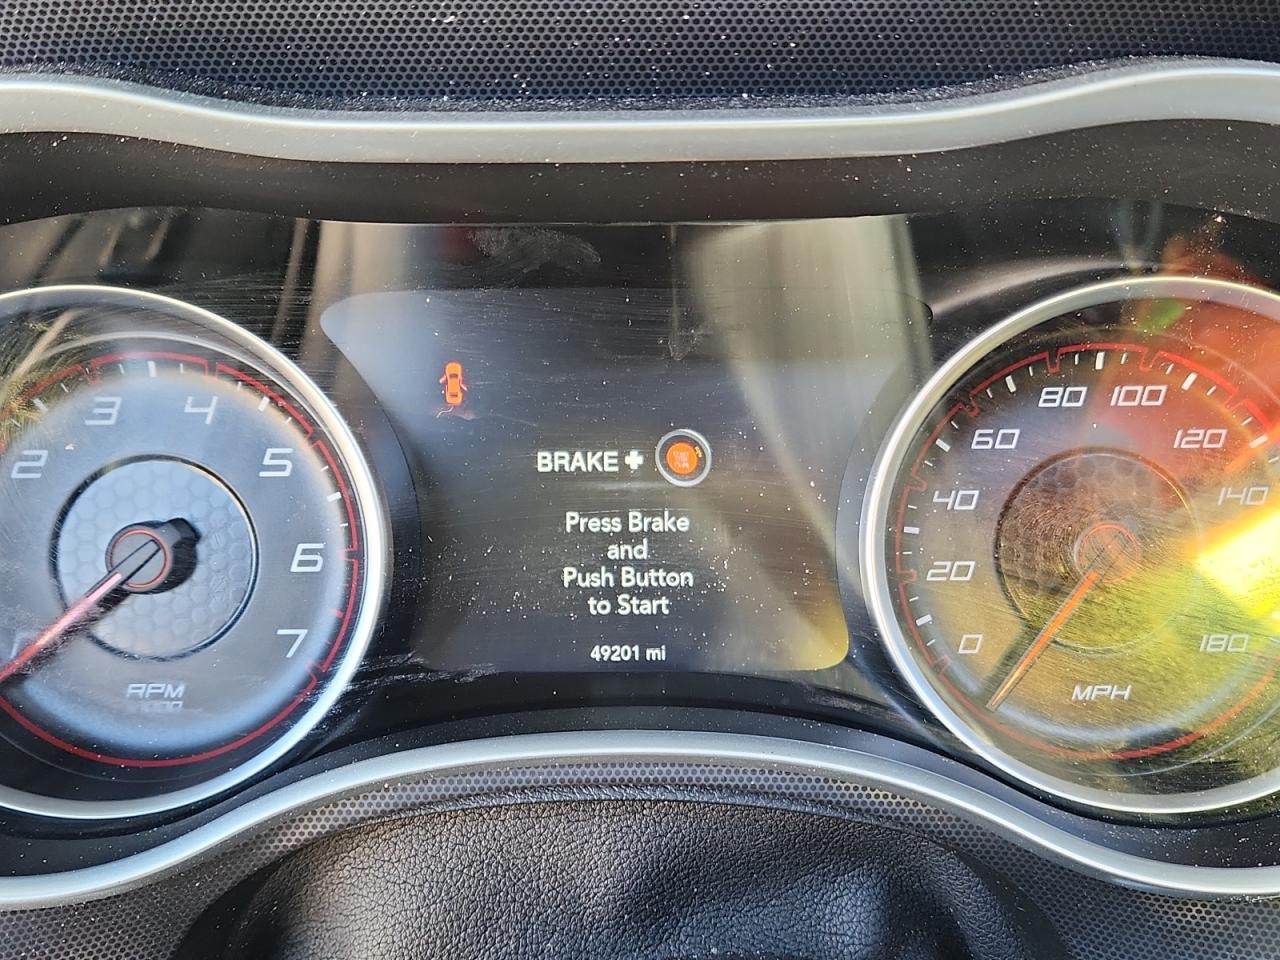 2
3
4
5
6
7
RPM
BRAKE +
Press Brake
and
Push Button
to Start
49201 mi
0
20
40
60
80
100
120
140
180
MPH